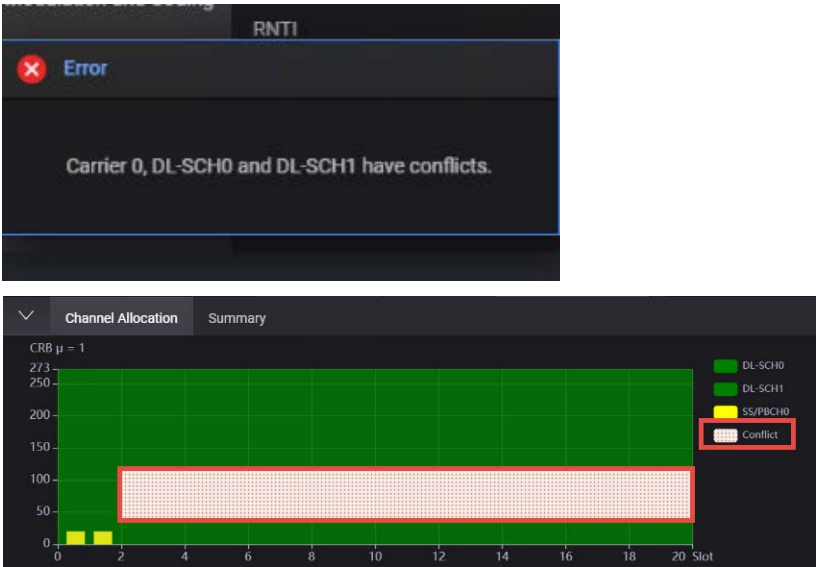 RNTI
Error
Carrier 0, DL-SCH0 and DL-SCH1 have conflicts.
Channel Allocation Summary
CRB μ = 1
273
250
200
150
100
50
0
0 2 4 6 8 10 12 14 16 18 20 Slot
DL-SCH0
DL-SCH1
SS/PBCH0
Conflict